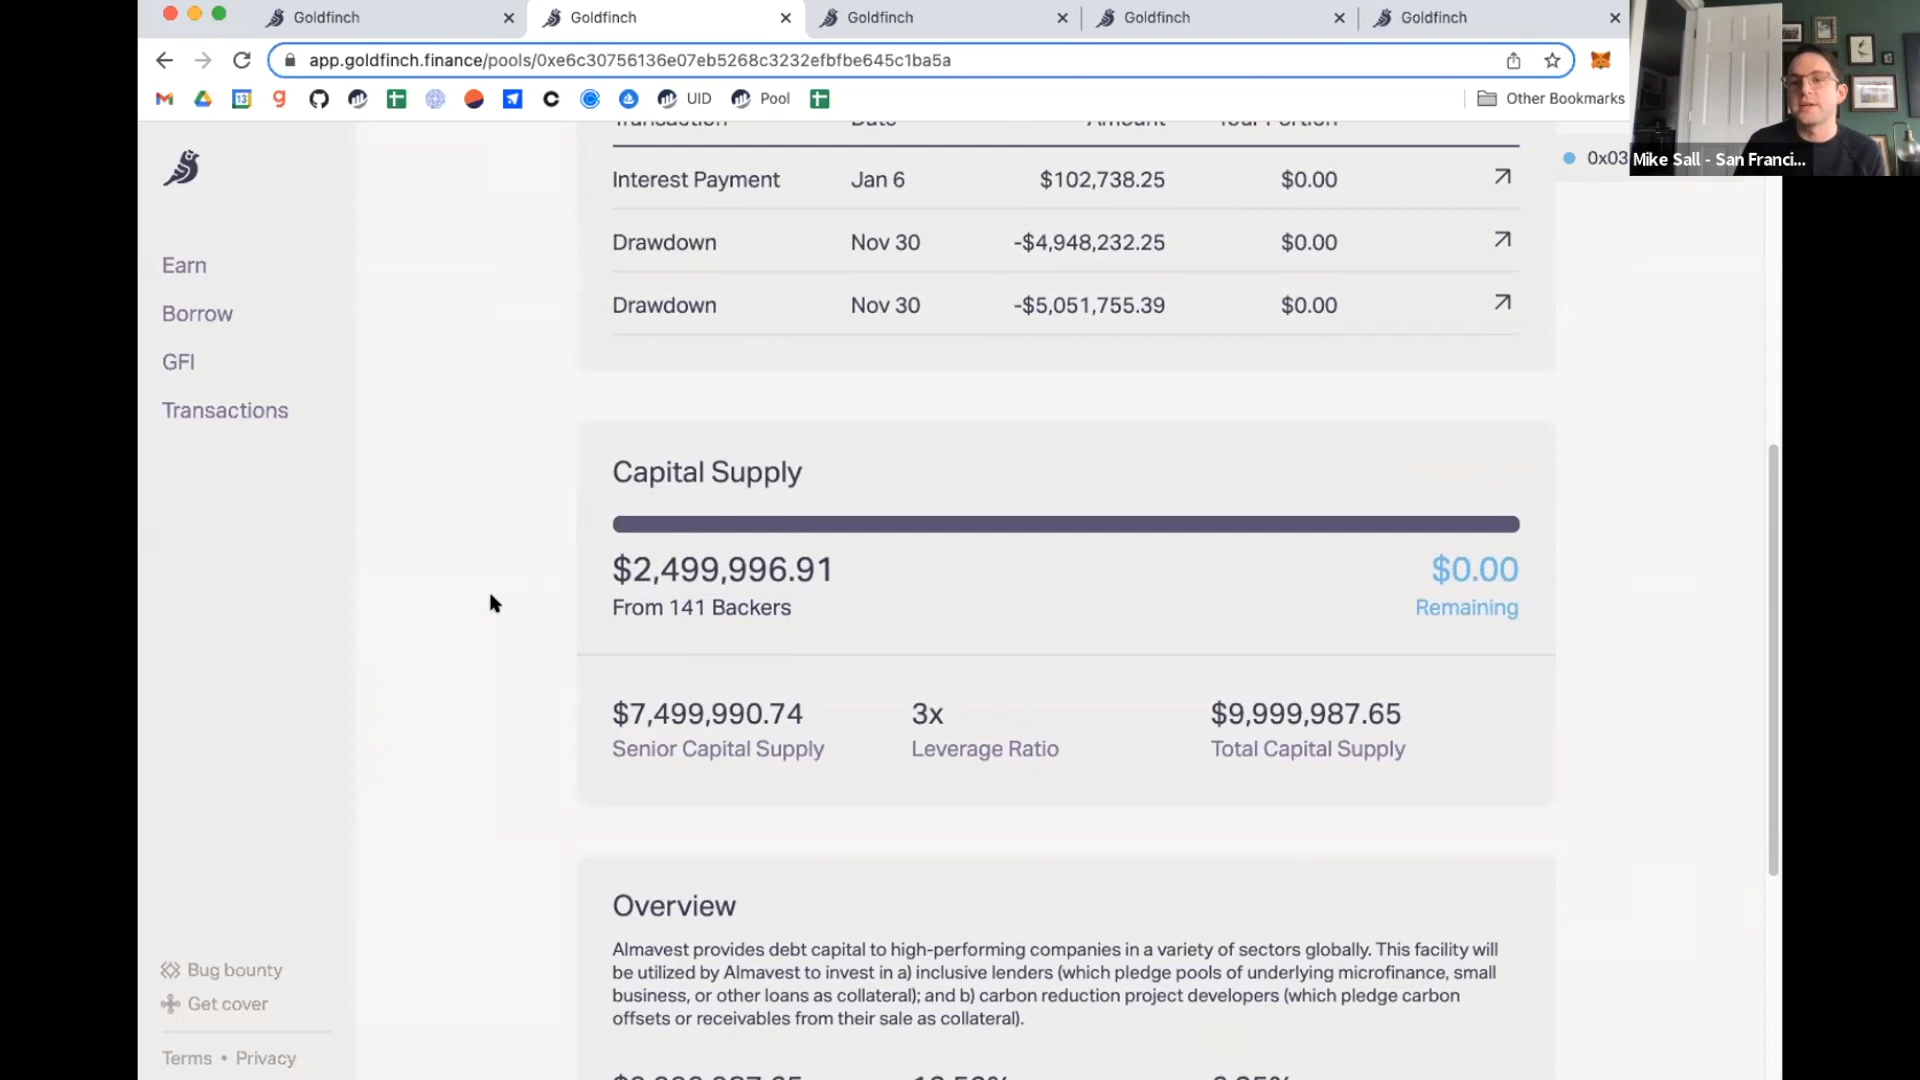 Goldfinch
Goldfinch
Goldfinch
Goldfinch
Goldfinch
app.goldfinch.finance/pools/0xe6c30756136e07eb5268c3232efbfbe645c1ba5a
UID
Pool
Other Bookmarks
0x03
Mike Sall - San Franci...
Earn
Borrow
GFI
Transactions
Interest Payment Jan 6 $102,738.25 $0.00
Drawdown Nov 30 -$4,948,232.25 $0.00
Drawdown Nov 30 -$5,051,755.39 $0.00
Capital Supply
$2,499,996.91 $0.00
From 141 Backers Remaining
$7,499,990.74 3x $9,999,987.65
Senior Capital Supply Leverage Ratio Total Capital Supply
Overview
Almavest provides debt capital to high-performing companies in a variety of sectors globally. This facility will
be utilized by Almavest to invest in a) inclusive lenders (which pledge pools of underlying microfinance, small
business, or other loans as collateral); and b) carbon reduction project developers (which pledge carbon
offsets or receivables from their sale as collateral).
Bug bounty
Get cover
Terms • Privacy